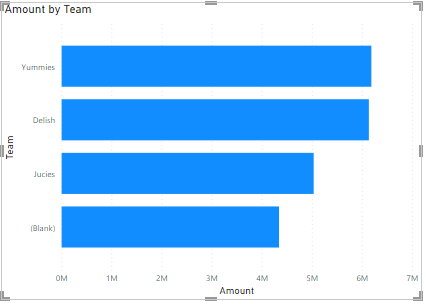 Amount by Team
Yummies
Delish
Jucies
(Blank)
Team
0M 1M 2M 3M 4M 5M 6M 7M
Amount